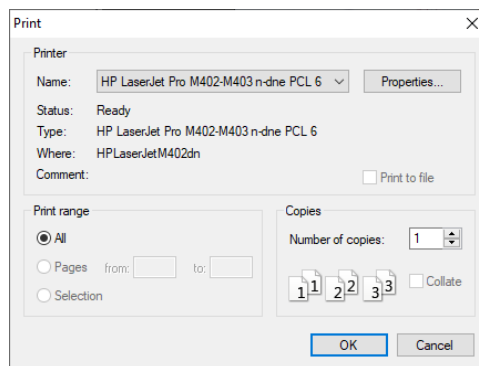 Print
Printer
Name: HP LaserJet Pro M402-M403 n-dne PCL 6 Properties...
Status: Ready
Type: HP LaserJet Pro M402-M403 n-dne PCL 6
Where: HPLaserJetM402dn
Comment: Print to file
Print range
All
Pages from: to:
Selection
Copies
Number of copies: 1
1 1 2 2 3 3 Collate
OK Cancel